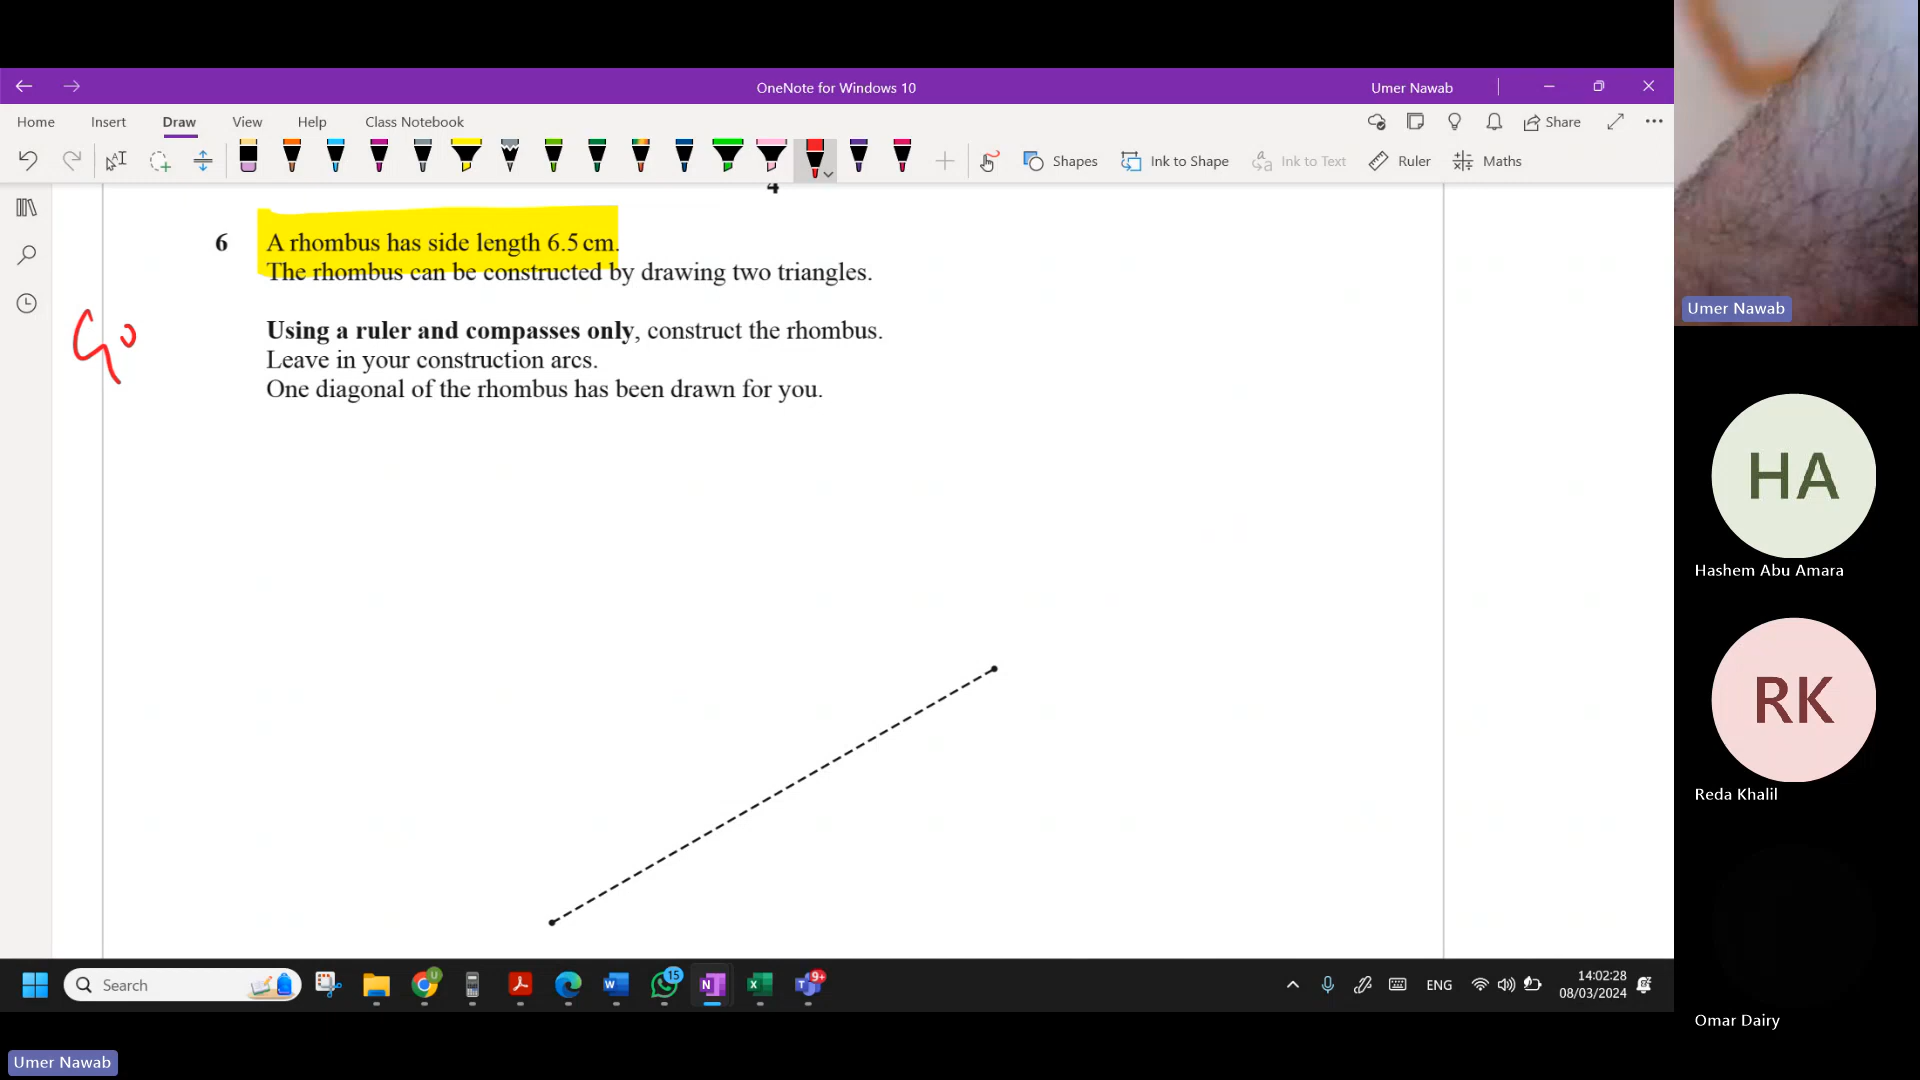 OneNote for Windows 10
Umer Nawab
Home Insert Draw View Help Class Notebook
Share
Shapes Ink to Shape Ink to Text Ruler Maths
4
6 A rhombus has side length 6.5 cm.
The rhombus can be constructed by drawing two triangles.
Using a ruler and compasses only, construct the rhombus.
Leave in your construction arcs.
One diagonal of the rhombus has been drawn for you.
Umer Nawab
HA
Hashem Abu Amara
RK
Reda Khalil
Omar Dairy
Search
15
9+
ENG
14:02:28
08/03/2024
Umer Nawab